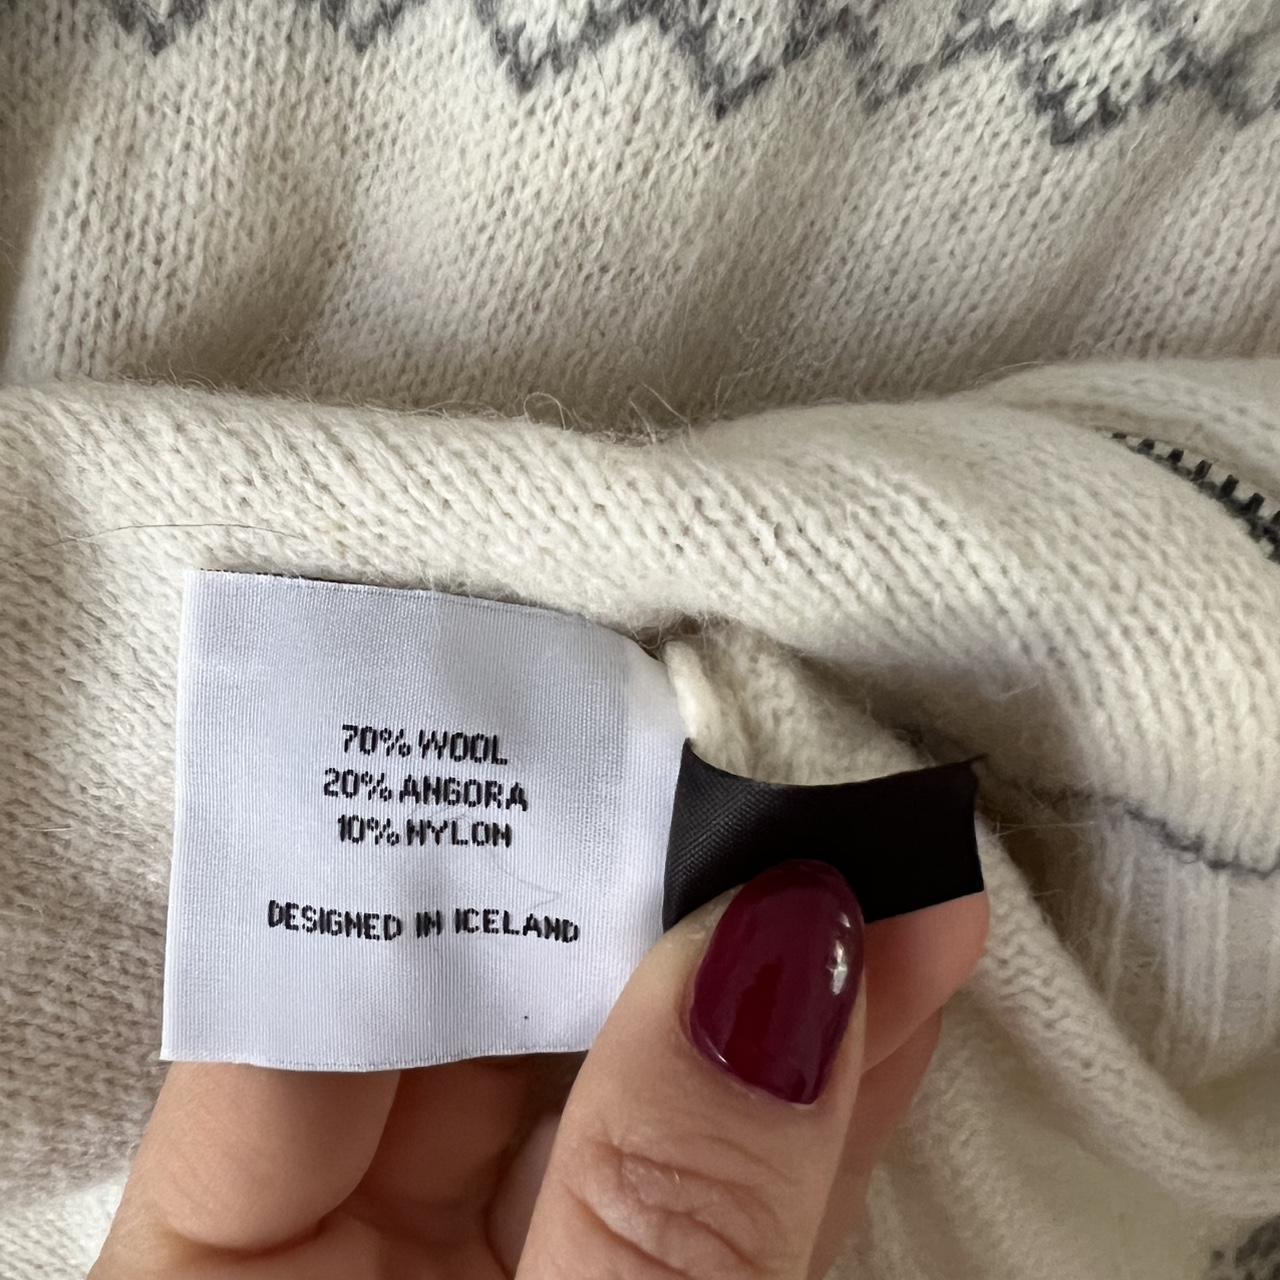 70% WOOL
20% ANGORA
10% NYLON
DESIGNED IN ICELAND